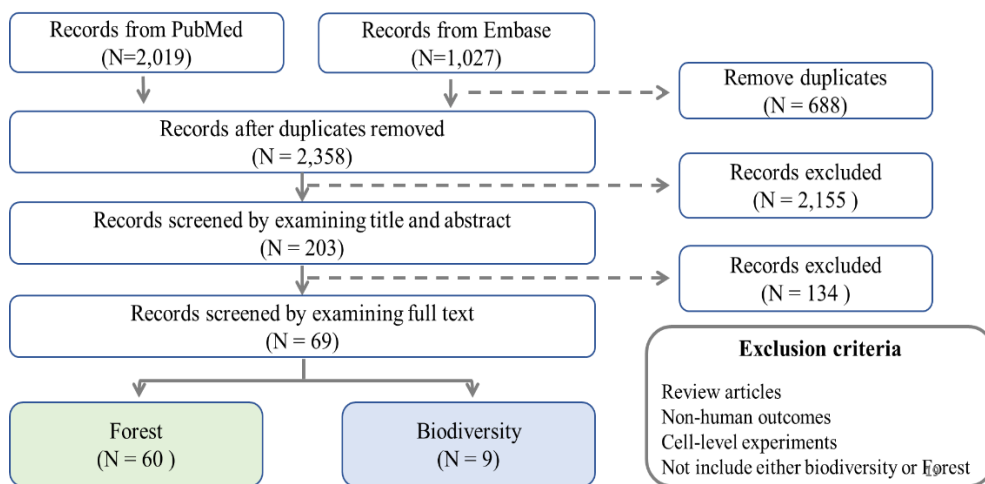 Records from PubMed
(N=2,019)
Records from Embase
(N=1,027)
Remove duplicates
(N = 688)
Records after duplicates removed
(N = 2,358)
Records excluded
(N = 2,155 )
Records screened by examining title and abstract
(N = 203)
Records excluded
(N = 134 )
Records screened by examining full text
(N = 69)
Forest
(N = 60 )
Biodiversity
(N = 9)
Exclusion criteria
Review articles
Non-human outcomes
Cell-level experiments
Not include either biodiversity or Forest